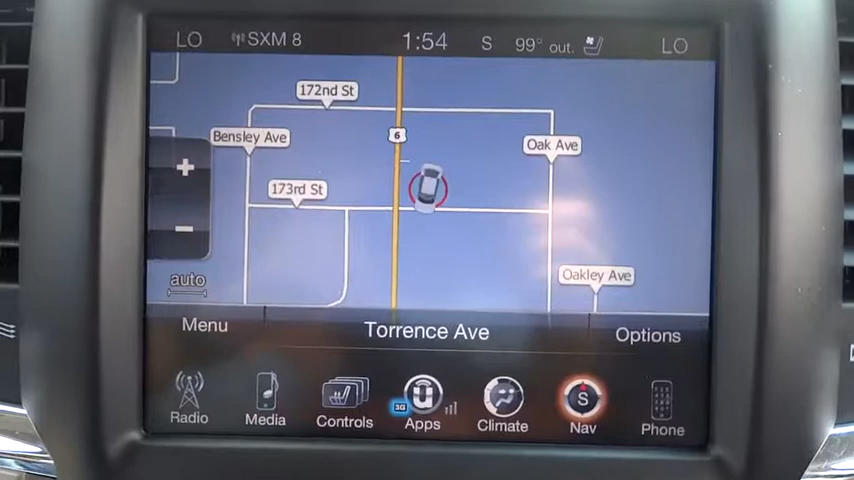 LO SXM 8 1:54 S 99° out. LO
172nd St
6
Bensley Ave
Oak Ave
+
173rd St
−
Oakley Ave
auto
Menu Torrence Ave Options
3G
S
Radio Media Controls Apps Climate Nav Phone